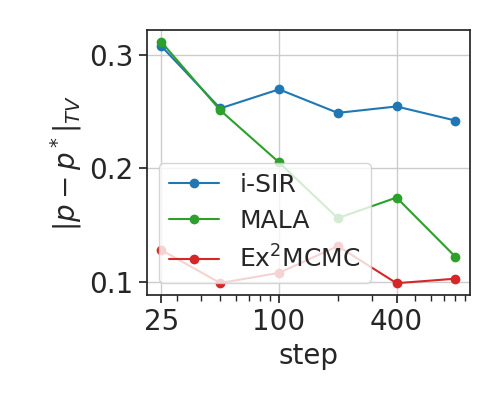 0.3
0.2
0.1
|p − p*|TV
i-SIR
MALA
Ex²MCMC
25 100 400
step